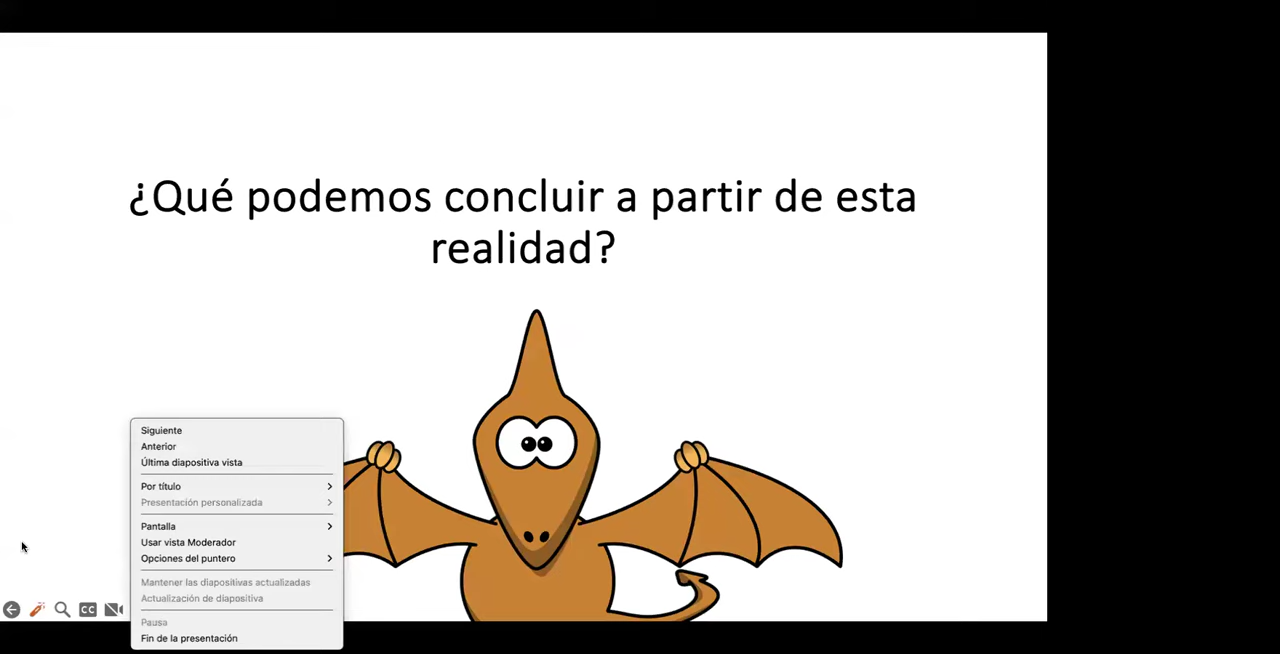 ¿Qué podemos concluir a partir de esta
realidad?
Siguiente
Anterior
Última diapositiva vista
Por título
Presentación personalizada
Pantalla
Usar vista Moderador
Opciones del puntero
Mantener las diapositivas actualizadas
Actualización de diapositiva
Pausa
Fin de la presentación
CC